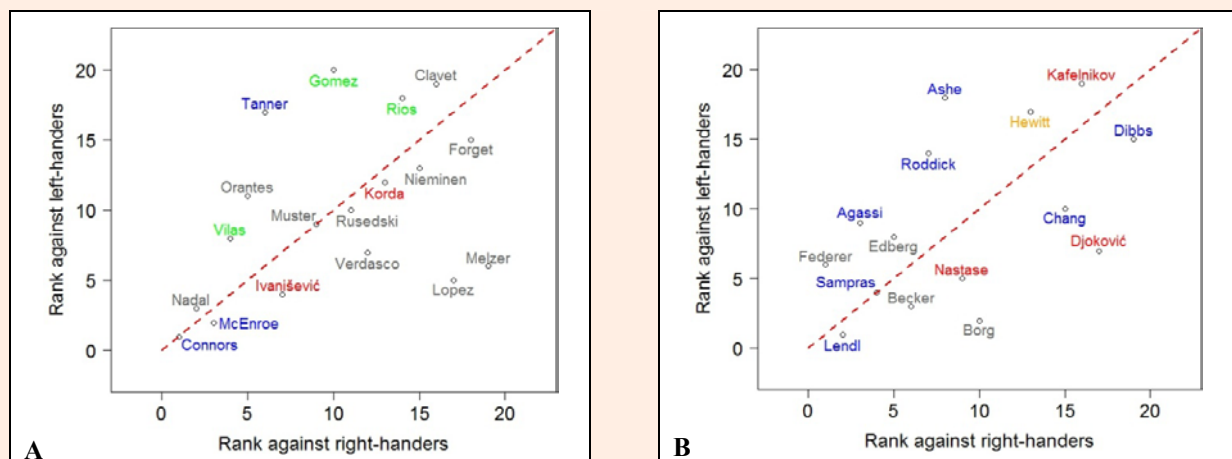 20
15
10
5
0
Rank against left-handers
Gomez
Clavet
Tanner
Rios
Forget
Nieminen
Orantes
Korda
Muster
Rusedski
Vilas
Verdasco
Melzer
Ivanišević
Lopez
Nadal
McEnroe
Connors
0 5 10 15 20
Rank against right-handers
A
20
15
10
5
0
Rank against left-handers
Kafelnikov
Ashe
Hewitt
Dibbs
Roddick
Agassi
Chang
Edberg
Djoković
Federer
Nastase
Sampras
Becker
Borg
Lendl
0 5 10 15 20
Rank against right-handers
B